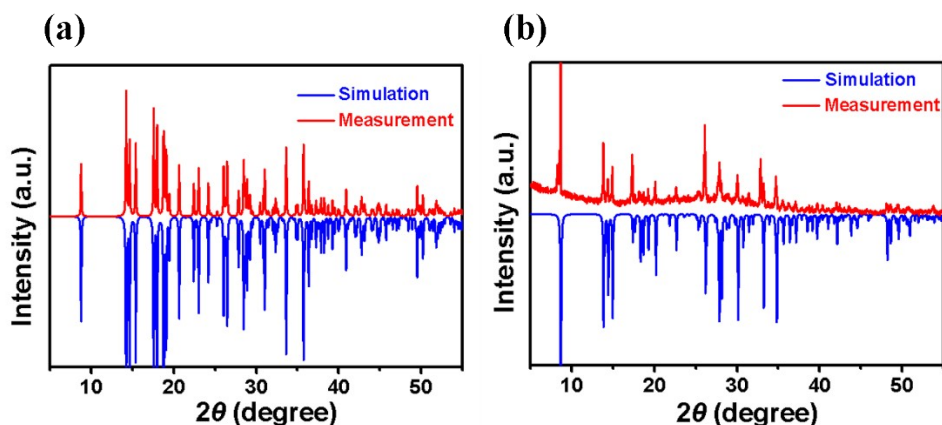 (a)
Simulation
Measurement
Intensity (a.u.)
10 20 30 40 50
2θ (degree)
(b)
Simulation
Measurement
Intensity (a.u.)
10 20 30 40 50
2θ (degree)